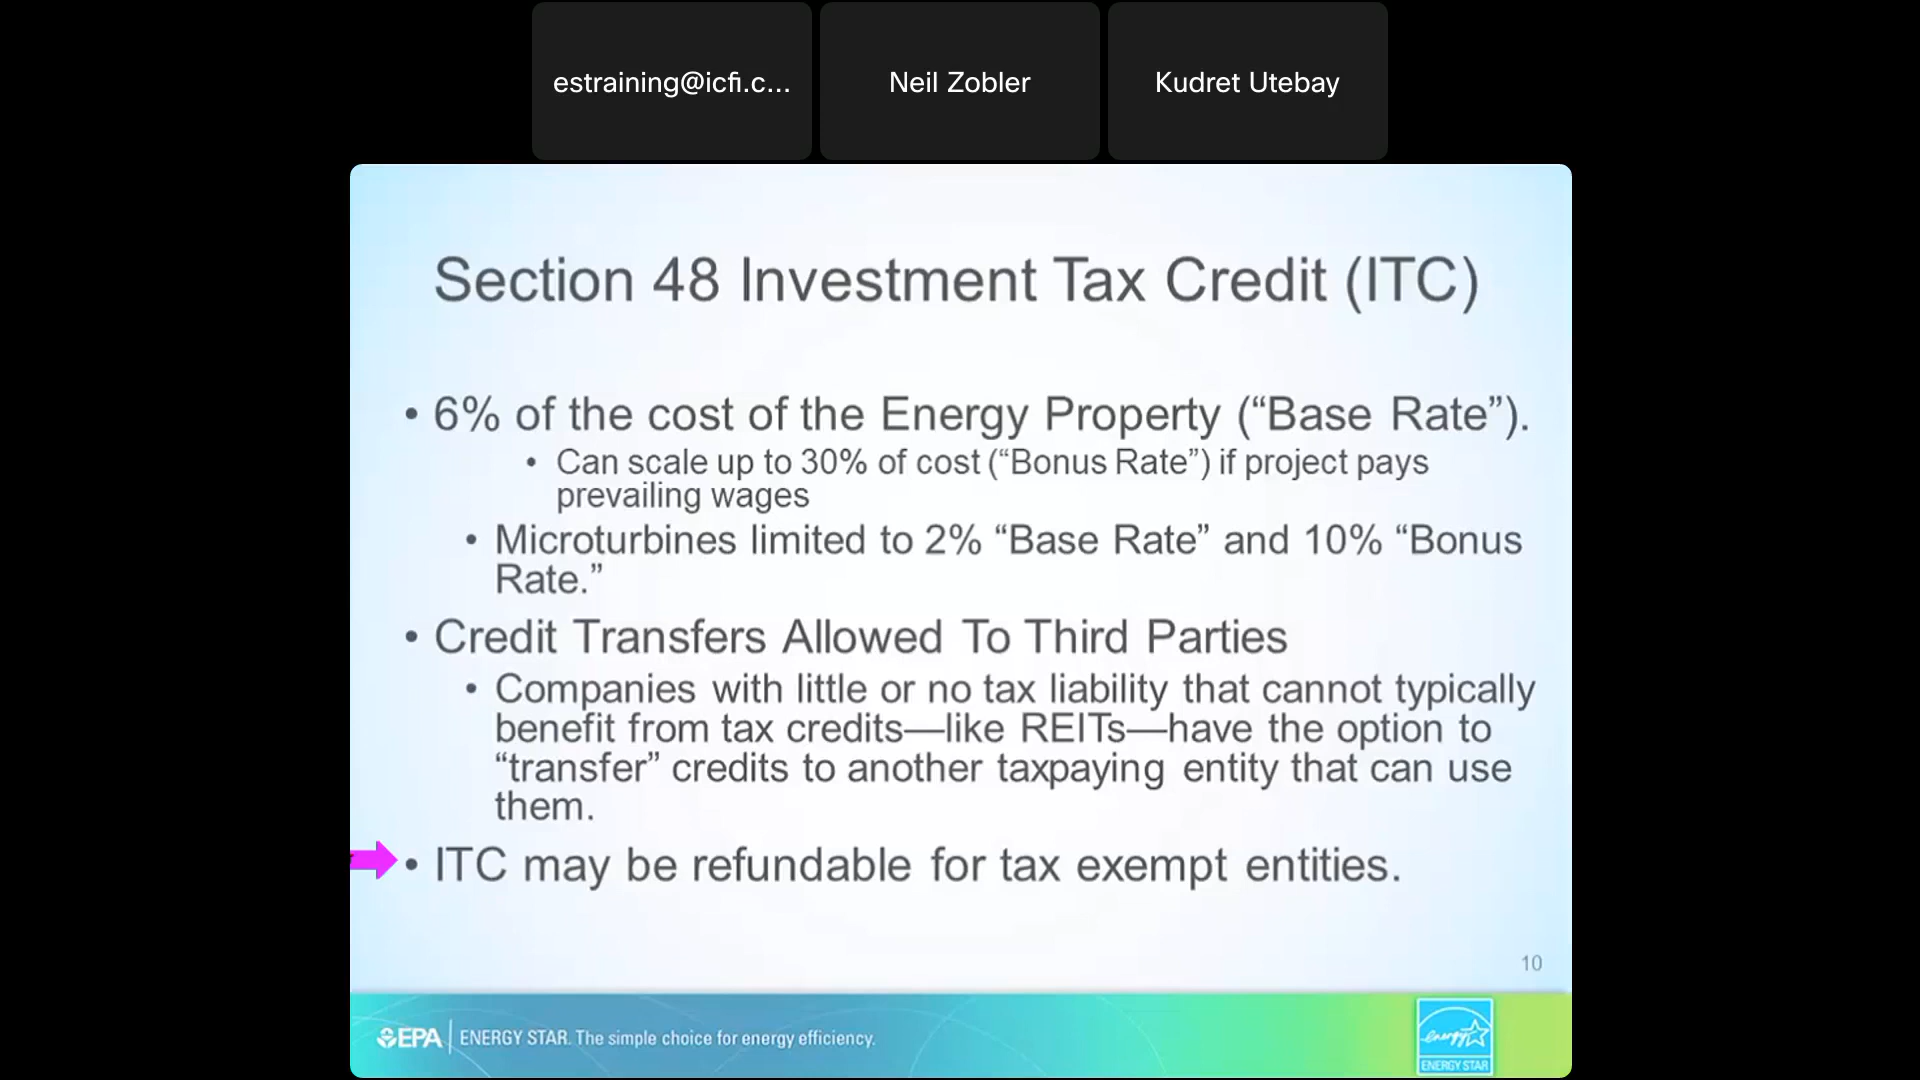 estraining@icfi.c...
Neil Zobler
Kudret Utebay
Section 48 Investment Tax Credit (ITC)
• 6% of the cost of the Energy Property (“Base Rate”).
• Can scale up to 30% of cost (“Bonus Rate”) if project pays
prevailing wages
• Microturbines limited to 2% “Base Rate” and 10% “Bonus
Rate.”
• Credit Transfers Allowed To Third Parties
• Companies with little or no tax liability that cannot typically
benefit from tax credits—like REITs—have the option to
“transfer” credits to another taxpaying entity that can use
them.
• ITC may be refundable for tax exempt entities.
10
EPA | ENERGY STAR. The simple choice for energy efficiency.
energy
ENERGY STAR